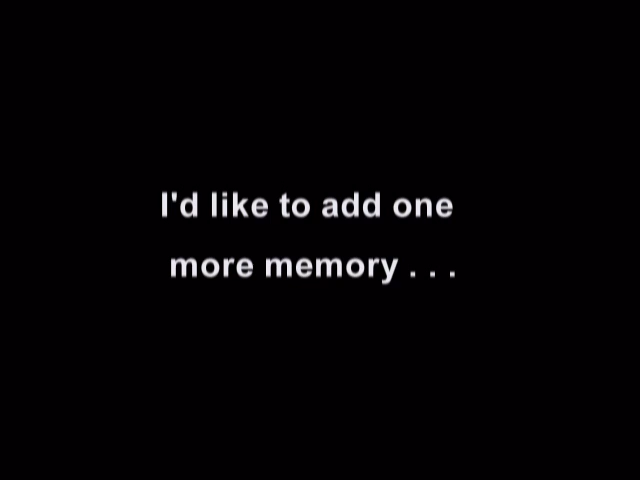 I'd like to add one
more memory . . .